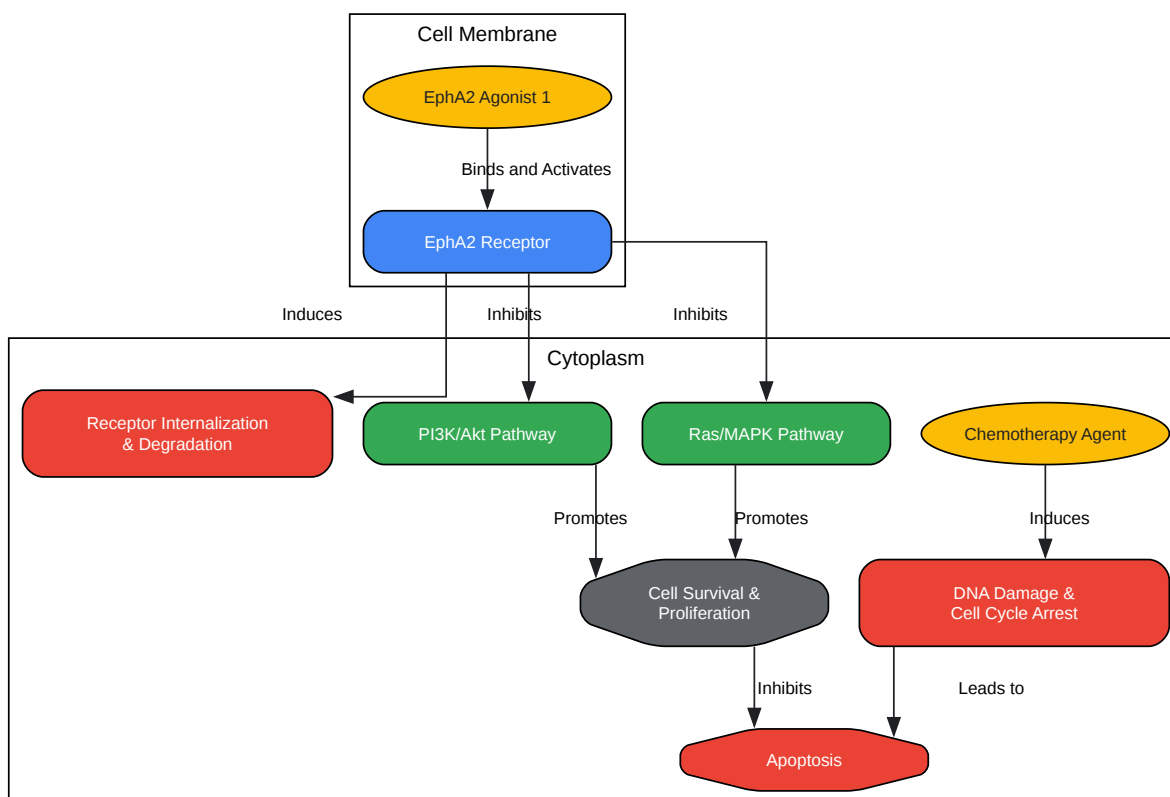 Cell Membrane
EphA2 Agonist 1
Binds and Activates
EphA2 Receptor
Induces
Inhibits
Inhibits
Cytoplasm
Receptor Internalization
& Degradation
PI3K/Akt Pathway
Ras/MAPK Pathway
Chemotherapy Agent
Promotes
Promotes
Induces
Cell Survival &
Proliferation
DNA Damage &
Cell Cycle Arrest
Inhibits
Leads to
Apoptosis